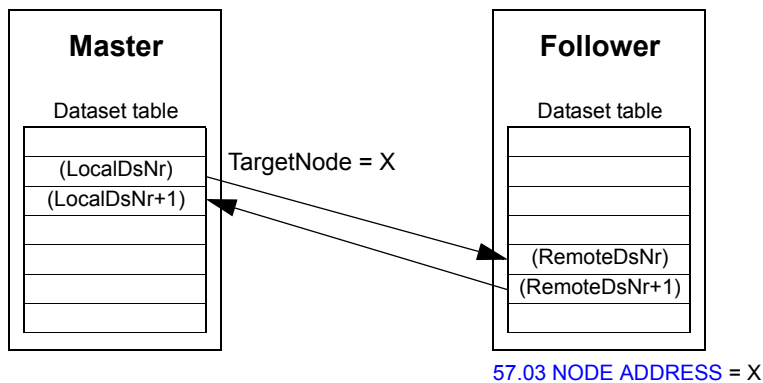 Master
Dataset table
(LocalDsNr)
(LocalDsNr+1)
TargetNode = X
Follower
Dataset table
(RemoteDsNr)
(RemoteDsNr+1)
57.03 NODE ADDRESS = X